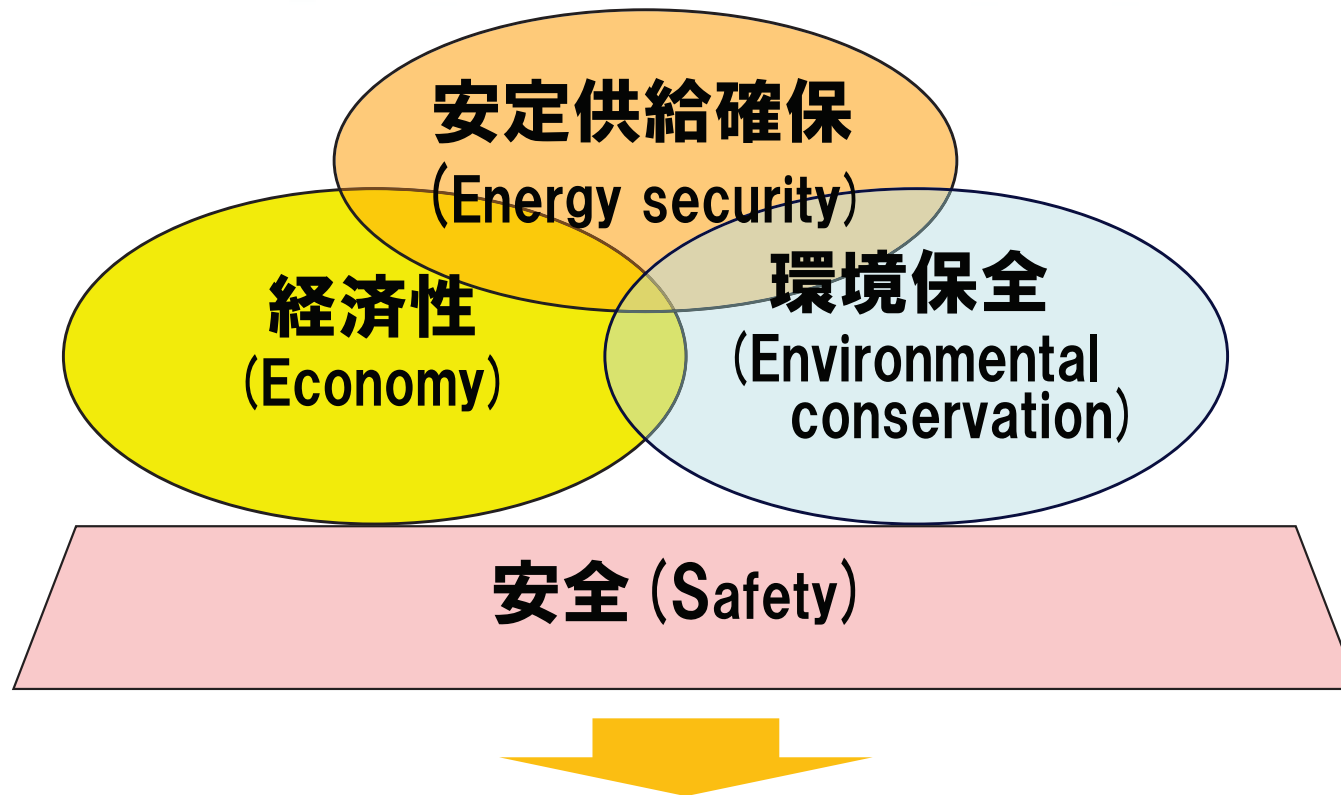 安定供給確保
(Energy security)
経済性
(Economy)
環境保全
(Environmental
conservation)
安全(Safety)